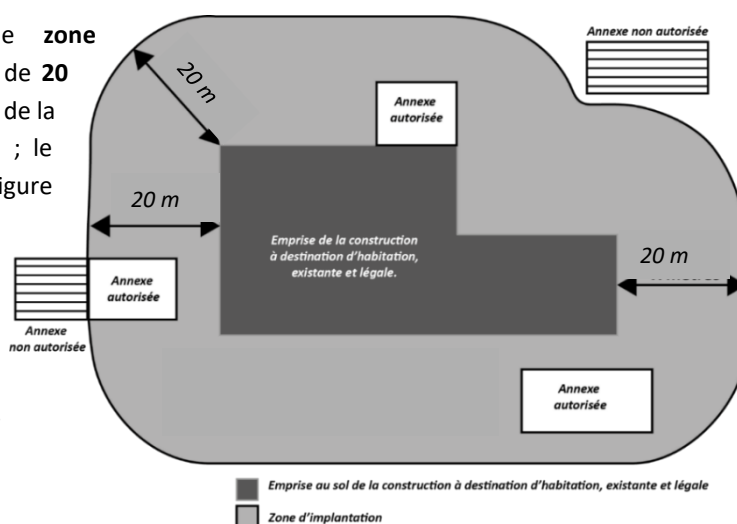 e zone
de 20
de la
; le
igure
Annexe non autorisée
20 m
Annexe
autorisée
20 m
Emprise de la construction
à destination d’habitation,
existante et légale.
20 m
Annexe
autorisée
Annexe
non autorisée
Annexe
autorisée
Emprise au sol de la construction à destination d’habitation, existante et légale
Zone d’implantation